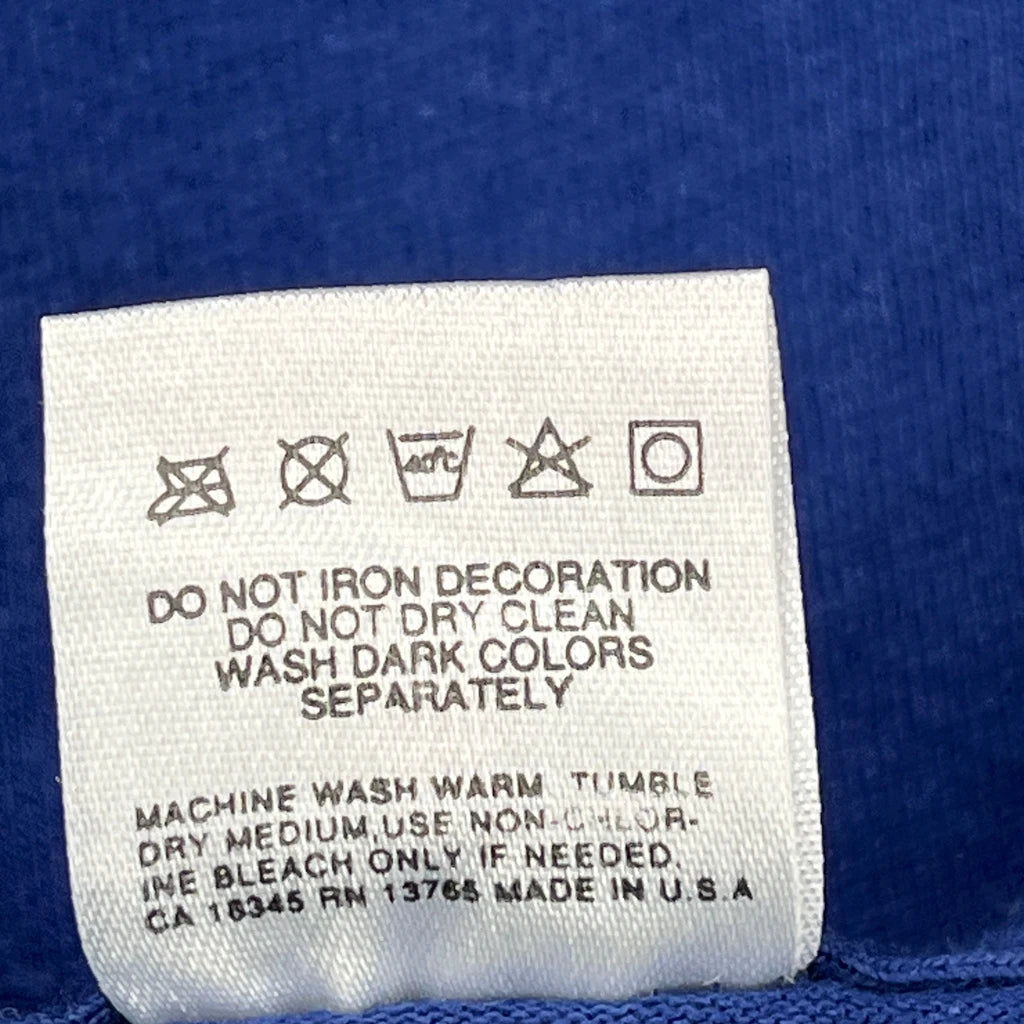 40°C
DO NOT IRON DECORATION
DO NOT DRY CLEAN
WASH DARK COLORS
SEPARATELY
MACHINE WASH WARM TUMBLE
DRY MEDIUM,USE NON-CHLOR-
INE BLEACH ONLY IF NEEDED.
CA 16345 RN 13765 MADE IN U.S.A